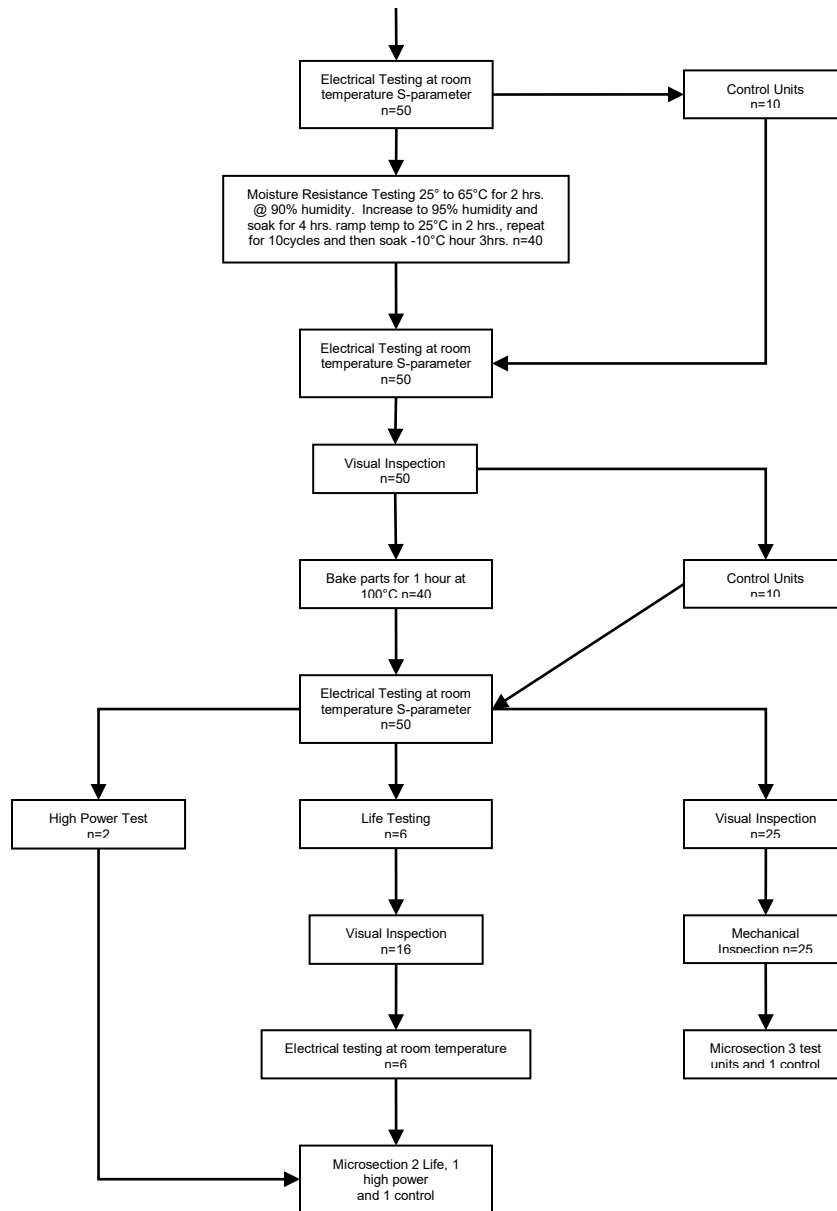 Electrical Testing at room
temperature S-parameter
n=50
Control Units
n=10
Moisture Resistance Testing 25° to 65°C for 2 hrs.
@ 90% humidity.  Increase to 95% humidity and
soak for 4 hrs. ramp temp to 25°C in 2 hrs., repeat
for 10cycles and then soak -10°C hour 3hrs. n=40
Electrical Testing at room
temperature S-parameter
n=50
Visual Inspection
n=50
Bake parts for 1 hour at
100°C n=40
Control Units
n=10
Electrical Testing at room
temperature S-parameter
n=50
High Power Test
n=2
Life Testing
n=6
Visual Inspection
n=25
Visual Inspection
n=16
Mechanical
Inspection n=25
Electrical testing at room temperature
n=6
Microsection 3 test
units and 1 control
Microsection 2 Life, 1
high power
and 1 control